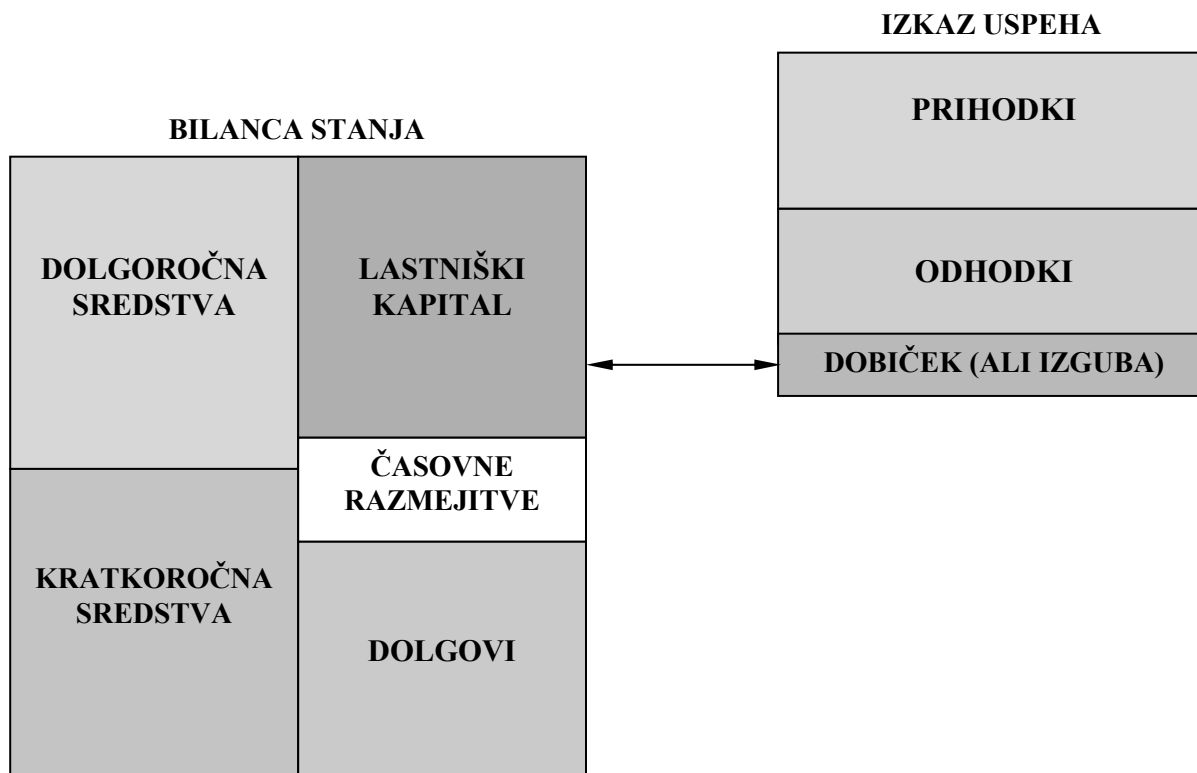 IZKAZ USPEHA
PRIHODKI
ODHODKI
DOBIČEK (ALI IZGUBA)
BILANCA STANJA
DOLGOROČNA
SREDSTVA
KRATKOROČNA
SREDSTVA
LASTNIŠKI
KAPITAL
ČASOVNE
RAZMEJITVE
DOLGOVI